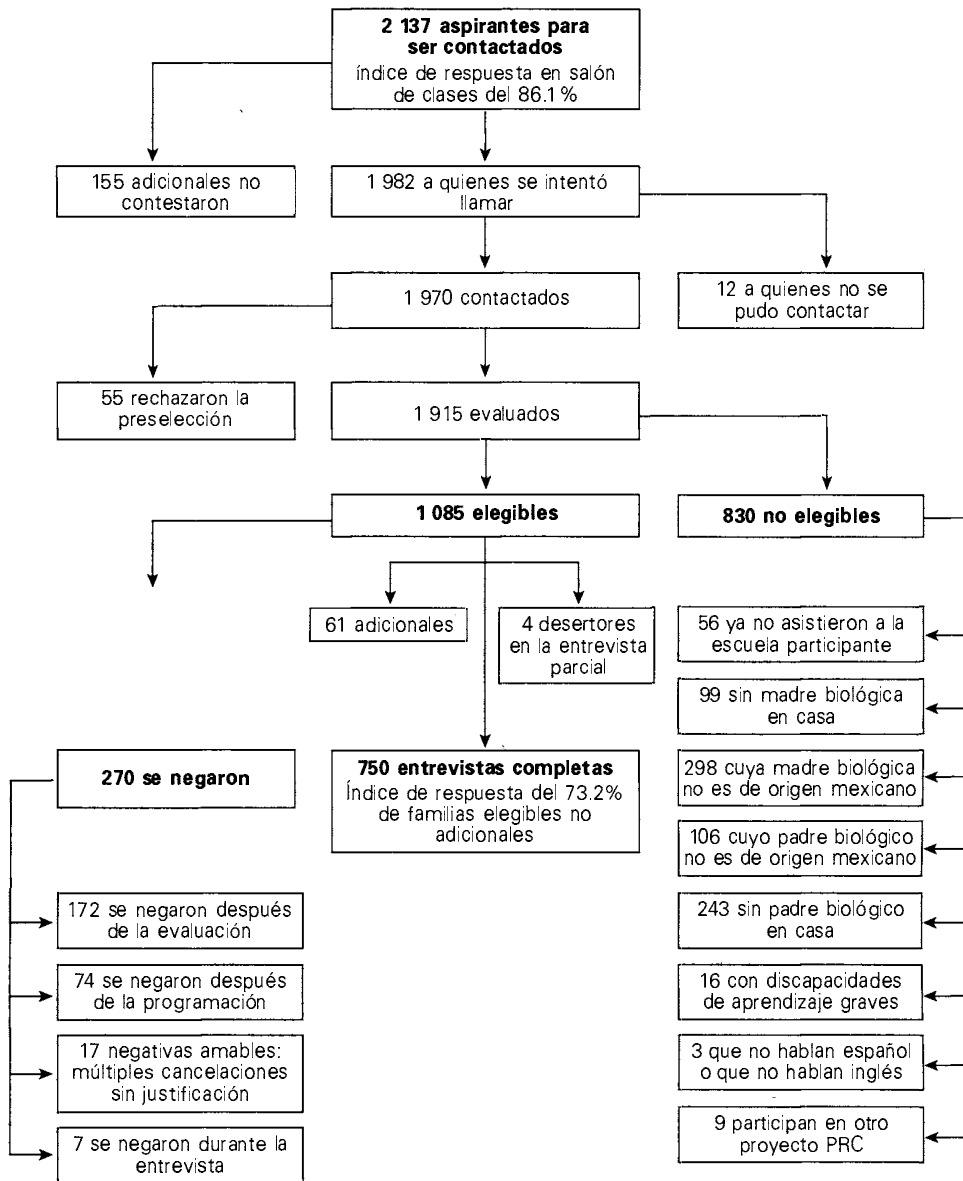 2 137 aspirantes para
ser contactados
índice de respuesta en salón
de clases del 86.1%
155 adicionales no
contestaron
1 982 a quienes se intentó
llamar
1 970 contactados
12 a quienes no se
pudo contactar
55 rechazaron la
preselección
1 915 evaluados
1 085 elegibles
830 no elegibles
61 adicionales
4 desertores
en la entrevista
parcial
56 ya no asistieron a la
escuela participante
99 sin madre biológica
en casa
270 se negaron
750 entrevistas completas
Índice de respuesta del 73.2%
de familias elegibles no
adicionales
298 cuya madre biológica
no es de origen mexicano
106 cuyo padre biológico
no es de origen mexicano
172 se negaron después
de la evaluación
243 sin padre biológico
en casa
74 se negaron después
de la programación
16 con discapacidades
de aprendizaje graves
17 negativas amables:
múltiples cancelaciones
sin justificación
3 que no hablan español
o que no hablan inglés
7 se negaron durante la
entrevista
9 participan en otro
proyecto PRC